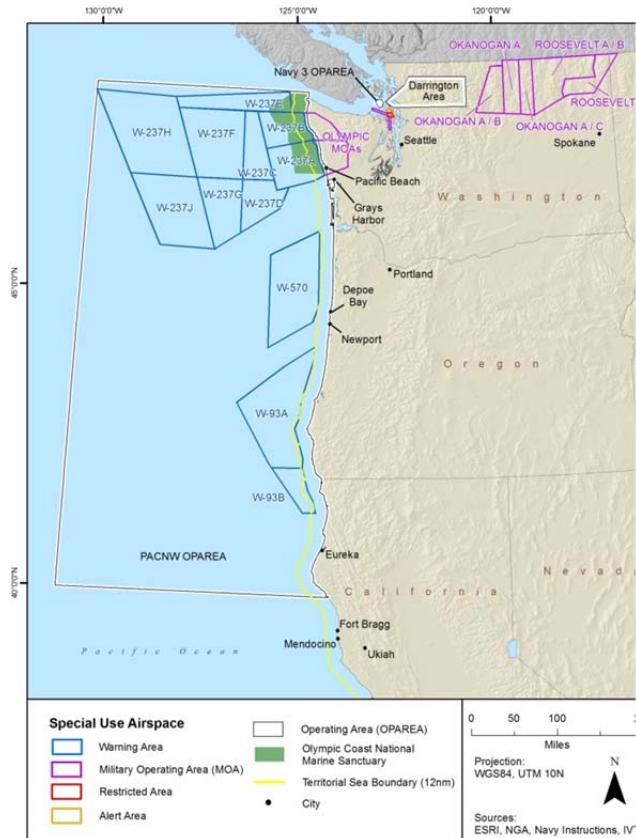 130°0'0"W
125°0'0"W
120°0'0"W
OKANOGAN A
ROOSEVELT A / B
Navy 3 OPAREA
Darrington
Area
ROOSEVELT
W-237E
W-237H
W-237F
W-237B
OLYMPIC
MOAs
OKANOGAN A / B
OKANOGAN A / C
Seattle
Spokane
W-237A
W-237C
Pacific Beach
W-237J
W-237G
W-237D
Grays
Harbor
Washington
45°0'0"N
W-570
Portland
Depoe
Bay
Newport
Oregon
W-93A
W-93B
PACNW OPAREA
Eureka
40°0'0"N
California
Nevada
Fort Bragg
Mendocino
Ukiah
Pacific Ocean
Special Use Airspace
Warning Area
Military Operating Area (MOA)
Restricted Area
Alert Area
Operating Area (OPAREA)
Olympic Coast National
Marine Sanctuary
Territorial Sea Boundary (12nm)
City
0 50 100
Miles
Projection:
WGS84, UTM 10N
N
Sources:
ESRI, NGA, Navy Instructions,